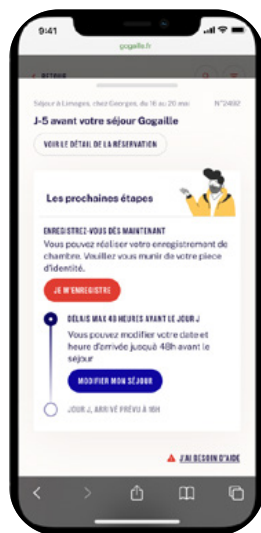 9:41
gogaille.fr
RETOUR
Séjour à Limoges, chez Georges, du 16 au 20 mai N°2492
J-5 avant votre séjour Gogaille
VOIR LE DÉTAIL DE LA RÉSERVATION
Les prochaines étapes
ENREGISTREZ-VOUS DÈS MAINTENANT
Vous pouvez réaliser votre enregistrement de
chambre. Veuillez vous munir de votre piece
d'identité.
JE M'ENREGISTRE
DÉLAIS MAX 48 HEURES AVANT LE JOUR J
Vous pouvez modifier votre date et
heure d'arrivée jusquà 48h avant le
séjour
MODIFIER MON SÉJOUR
JOUR J, ARRIVÉ PRÉVU À 16H
J'AI BESOIN D'AIDE